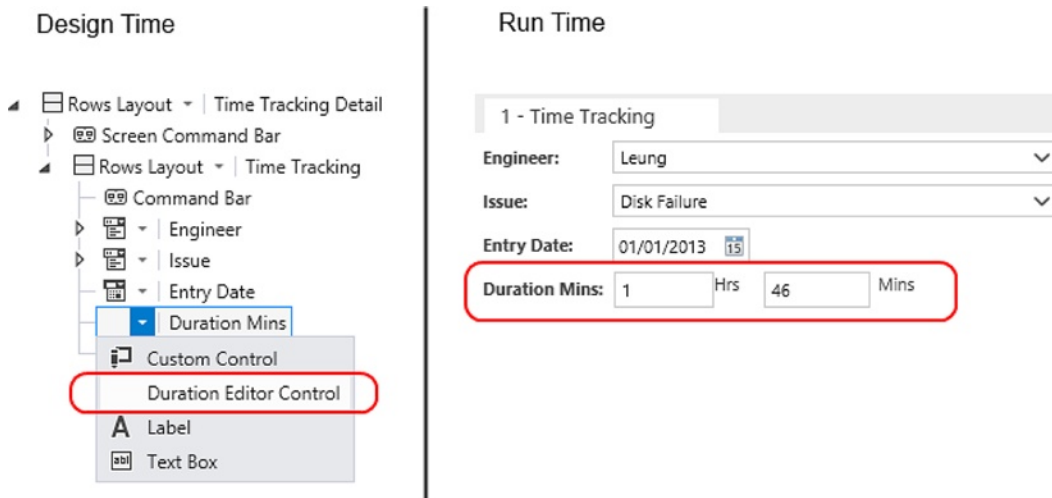 Design Time
Rows Layout | Time Tracking Detail
Screen Command Bar
Rows Layout | Time Tracking
Command Bar
Engineer
Issue
Entry Date
Duration Mins
Custom Control
Duration Editor Control
A Label
abl Text Box
Run Time
1 - Time Tracking
Engineer: Leung
Issue: Disk Failure
Entry Date: 01/01/2013 15
Duration Mins: 1 Hrs 46 Mins